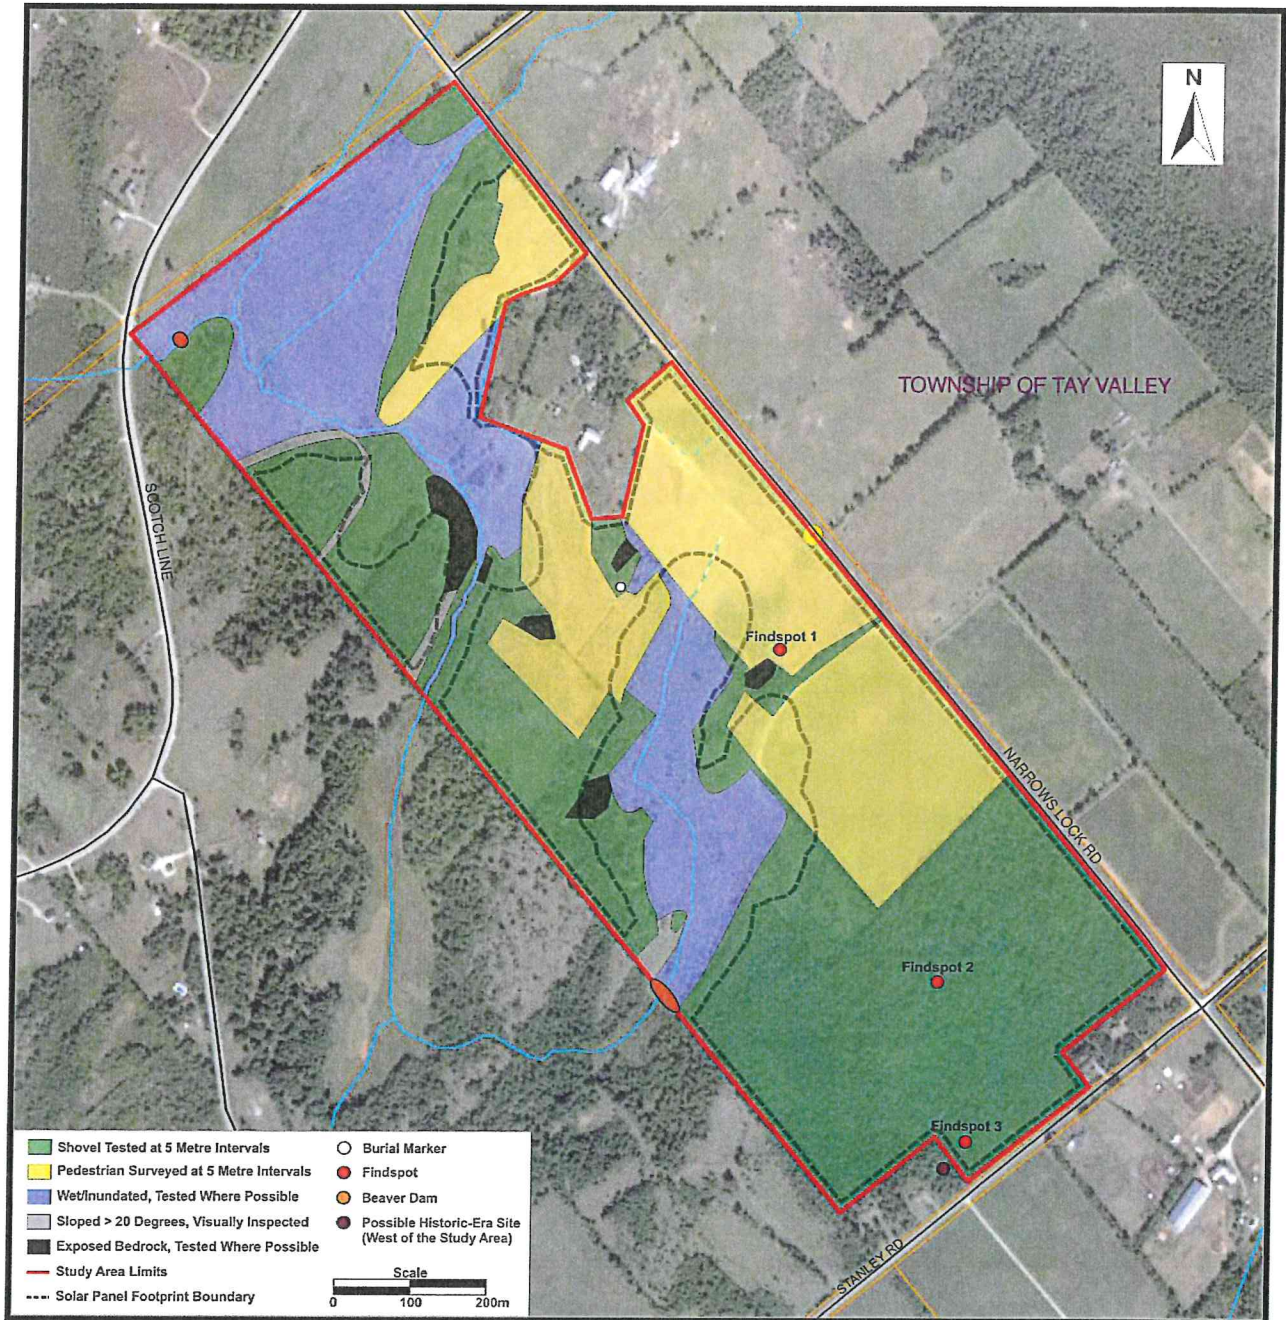 N
TOWNSHIP OF TAY VALLEY
SCOTCH LINE
Findspot 1
NARROWS LOCK RD
Findspot 2
Findspot 3
STANLEY RD
Shovel Tested at 5 Metre Intervals
Pedestrian Surveyed at 5 Metre Intervals
Wet/Inundated, Tested Where Possible
Sloped > 20 Degrees, Visually Inspected
Exposed Bedrock, Tested Where Possible
Study Area Limits
Solar Panel Footprint Boundary
Burial Marker
Findspot
Beaver Dam
Possible Historic-Era Site
(West of the Study Area)
Scale
0 100 200m